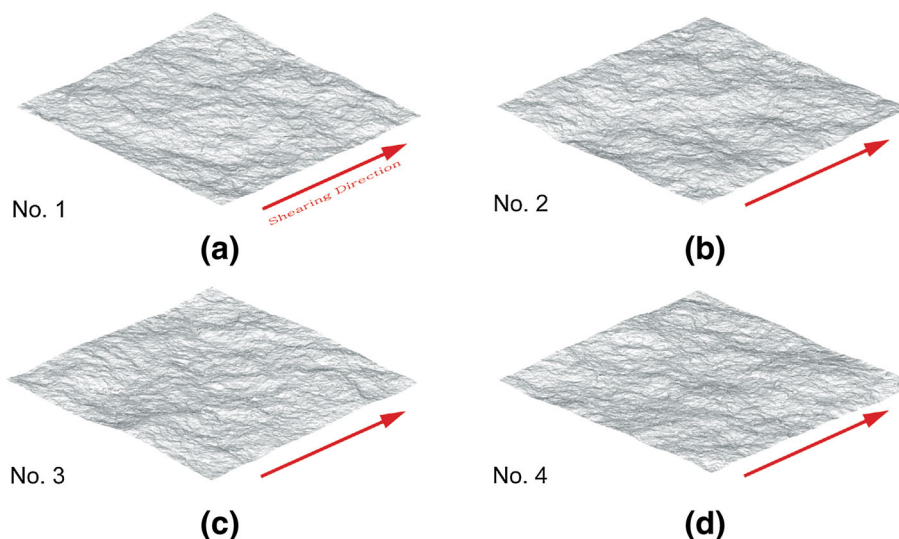 Shearing Direction
No. 1
No. 2
(a)
(b)
No. 3
No. 4
(c)
(d)